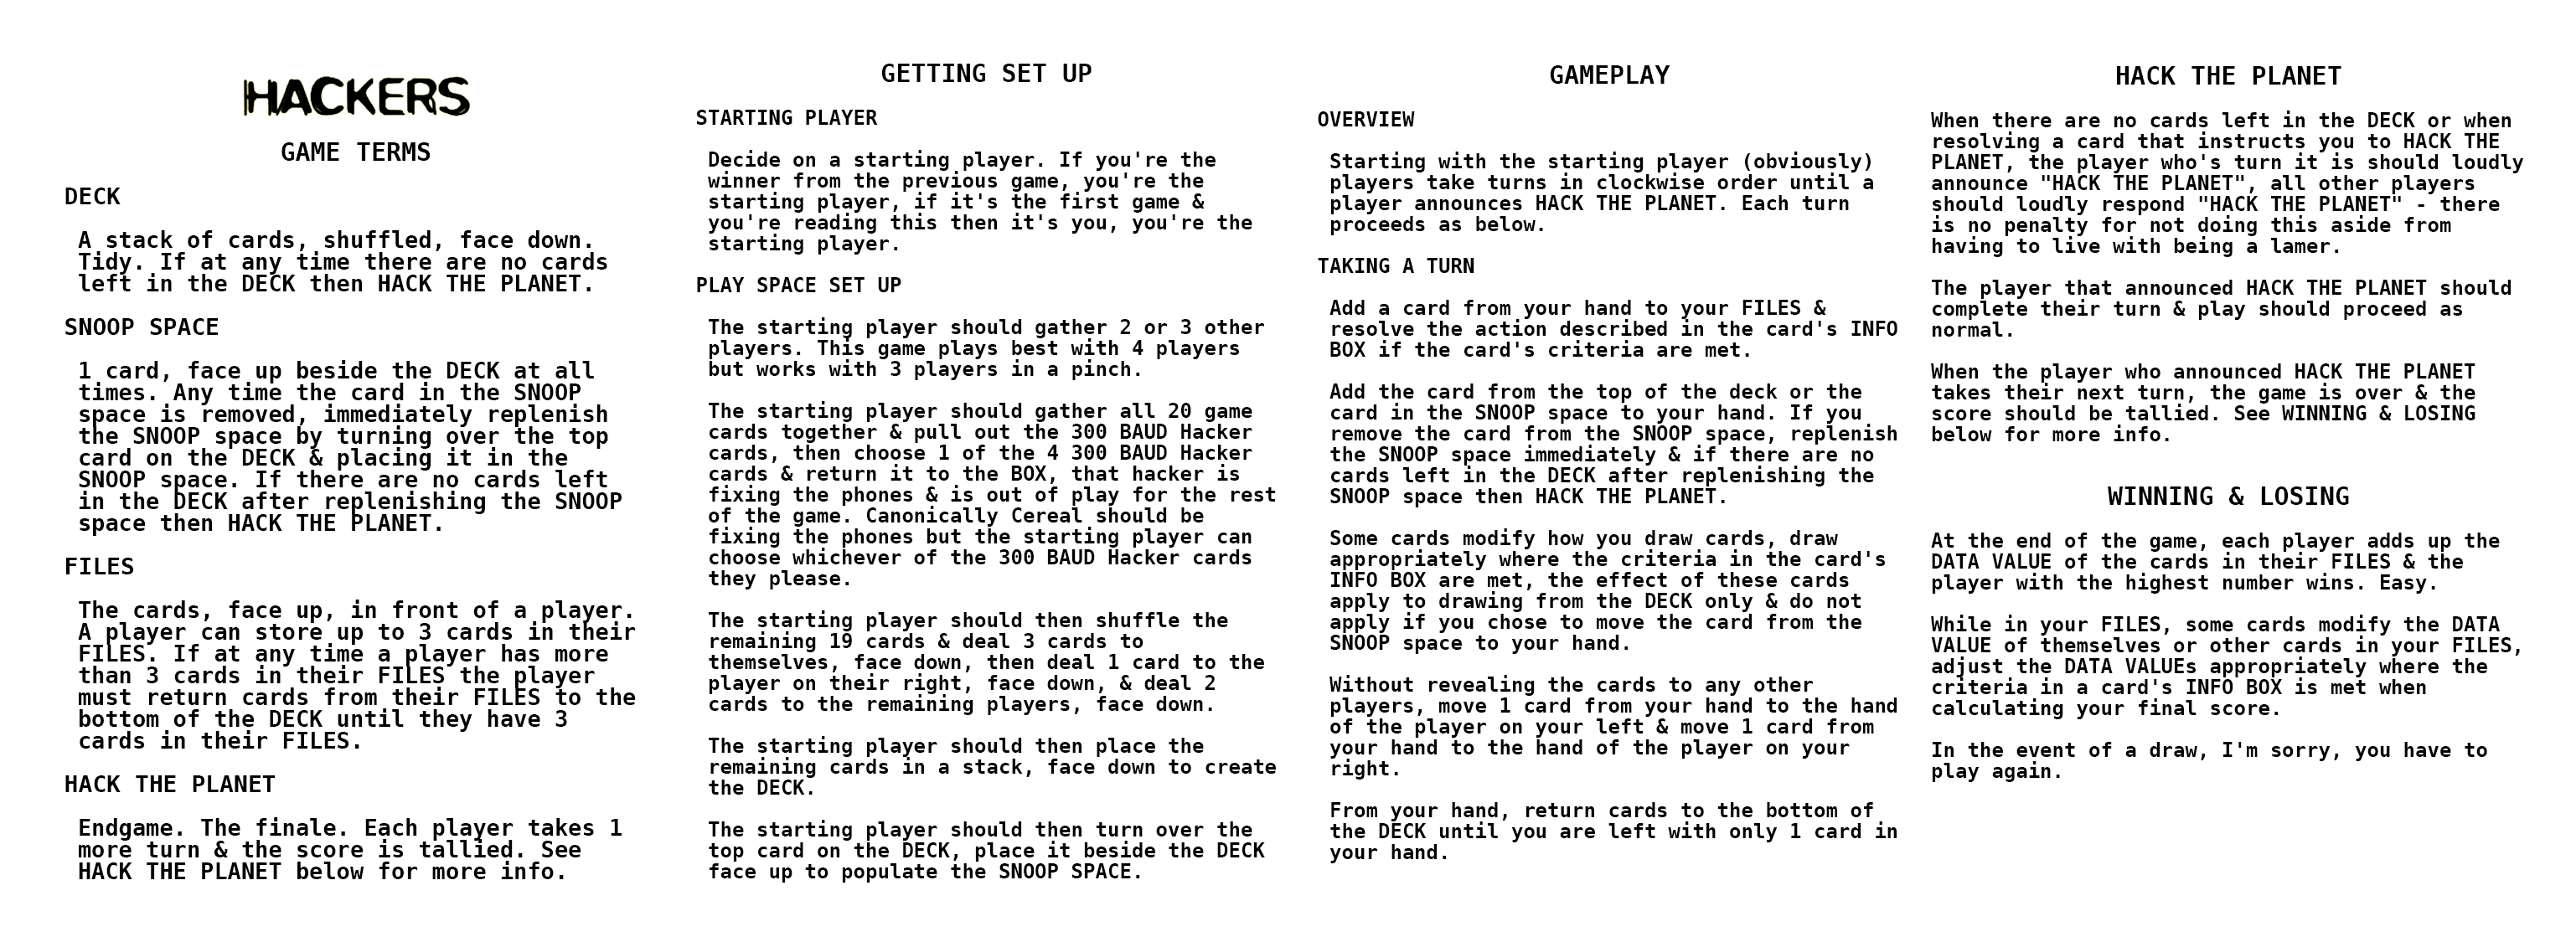 HACKERS
GAME TERMS
DECK
A stack of cards, shuffled, face down.
Tidy. If at any time there are no cards
left in the DECK then HACK THE PLANET.
SNOOP SPACE
1 card, face up beside the DECK at all
times. Any time the card in the SNOOP
space is removed, immediately replenish
the SNOOP space by turning over the top
card on the DECK & placing it in the
SNOOP space. If there are no cards left
in the DECK after replenishing the SNOOP
space then HACK THE PLANET.
FILES
The cards, face up, in front of a player.
A player can store up to 3 cards in their
FILES. If at any time a player has more
than 3 cards in their FILES the player
must return cards from their FILES to the
bottom of the DECK until they have 3
cards in their FILES.
HACK THE PLANET
Endgame. The finale. Each player takes 1
more turn & the score is tallied. See
HACK THE PLANET below for more info.
GETTING SET UP
STARTING PLAYER
Decide on a starting player. If you're the
winner from the previous game, you're the
starting player, if it's the first game &
you're reading this then it's you, you're the
starting player.
PLAY SPACE SET UP
The starting player should gather 2 or 3 other
players. This game plays best with 4 players
but works with 3 players in a pinch.
The starting player should gather all 20 game
cards together & pull out the 300 BAUD Hacker
cards, then choose 1 of the 4 300 BAUD Hacker
cards & return it to the BOX, that hacker is
fixing the phones & is out of play for the rest
of the game. Canonically Cereal should be
fixing the phones but the starting player can
choose whichever of the 300 BAUD Hacker cards
they please.
The starting player should then shuffle the
remaining 19 cards & deal 3 cards to
themselves, face down, then deal 1 card to the
player on their right, face down, & deal 2
cards to the remaining players, face down.
The starting player should then place the
remaining cards in a stack, face down to create
the DECK.
The starting player should then turn over the
top card on the DECK, place it beside the DECK
face up to populate the SNOOP SPACE.
GAMEPLAY
OVERVIEW
Starting with the starting player (obviously)
players take turns in clockwise order until a
player announces HACK THE PLANET. Each turn
proceeds as below.
TAKING A TURN
Add a card from your hand to your FILES &
resolve the action described in the card's INFO
BOX if the card's criteria are met.
Add the card from the top of the deck or the
card in the SNOOP space to your hand. If you
remove the card from the SNOOP space, replenish
the SNOOP space immediately & if there are no
cards left in the DECK after replenishing the
SNOOP space then HACK THE PLANET.
Some cards modify how you draw cards, draw
appropriately where the criteria in the card's
INFO BOX are met, the effect of these cards
apply to drawing from the DECK only & do not
apply if you chose to move the card from the
SNOOP space to your hand.
Without revealing the cards to any other
players, move 1 card from your hand to the hand
of the player on your left & move 1 card from
your hand to the hand of the player on your
right.
From your hand, return cards to the bottom of
the DECK until you are left with only 1 card in
your hand.
HACK THE PLANET
When there are no cards left in the DECK or when
resolving a card that instructs you to HACK THE
PLANET, the player who's turn it is should loudly
announce "HACK THE PLANET", all other players
should loudly respond "HACK THE PLANET" - there
is no penalty for not doing this aside from
having to live with being a lamer.
The player that announced HACK THE PLANET should
complete their turn & play should proceed as
normal.
When the player who announced HACK THE PLANET
takes their next turn, the game is over & the
score should be tallied. See WINNING & LOSING
below for more info.
WINNING & LOSING
At the end of the game, each player adds up the
DATA VALUE of the cards in their FILES & the
player with the highest number wins. Easy.
While in your FILES, some cards modify the DATA
VALUE of themselves or other cards in your FILES,
adjust the DATA VALUEs appropriately where the
criteria in a card's INFO BOX is met when
calculating your final score.
In the event of a draw, I'm sorry, you have to
play again.